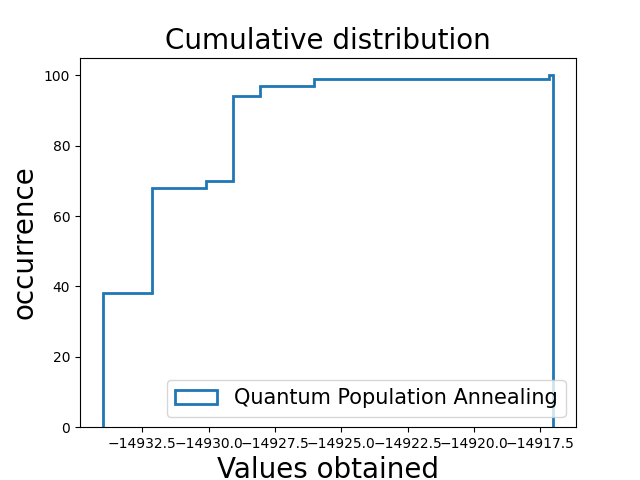 Cumulative distribution
occurrence
100
80
60
40
20
0
Quantum Population Annealing
−14932.5 −14930.0 −14927.5 −14925.0 −14922.5 −14920.0 −14917.5
Values obtained